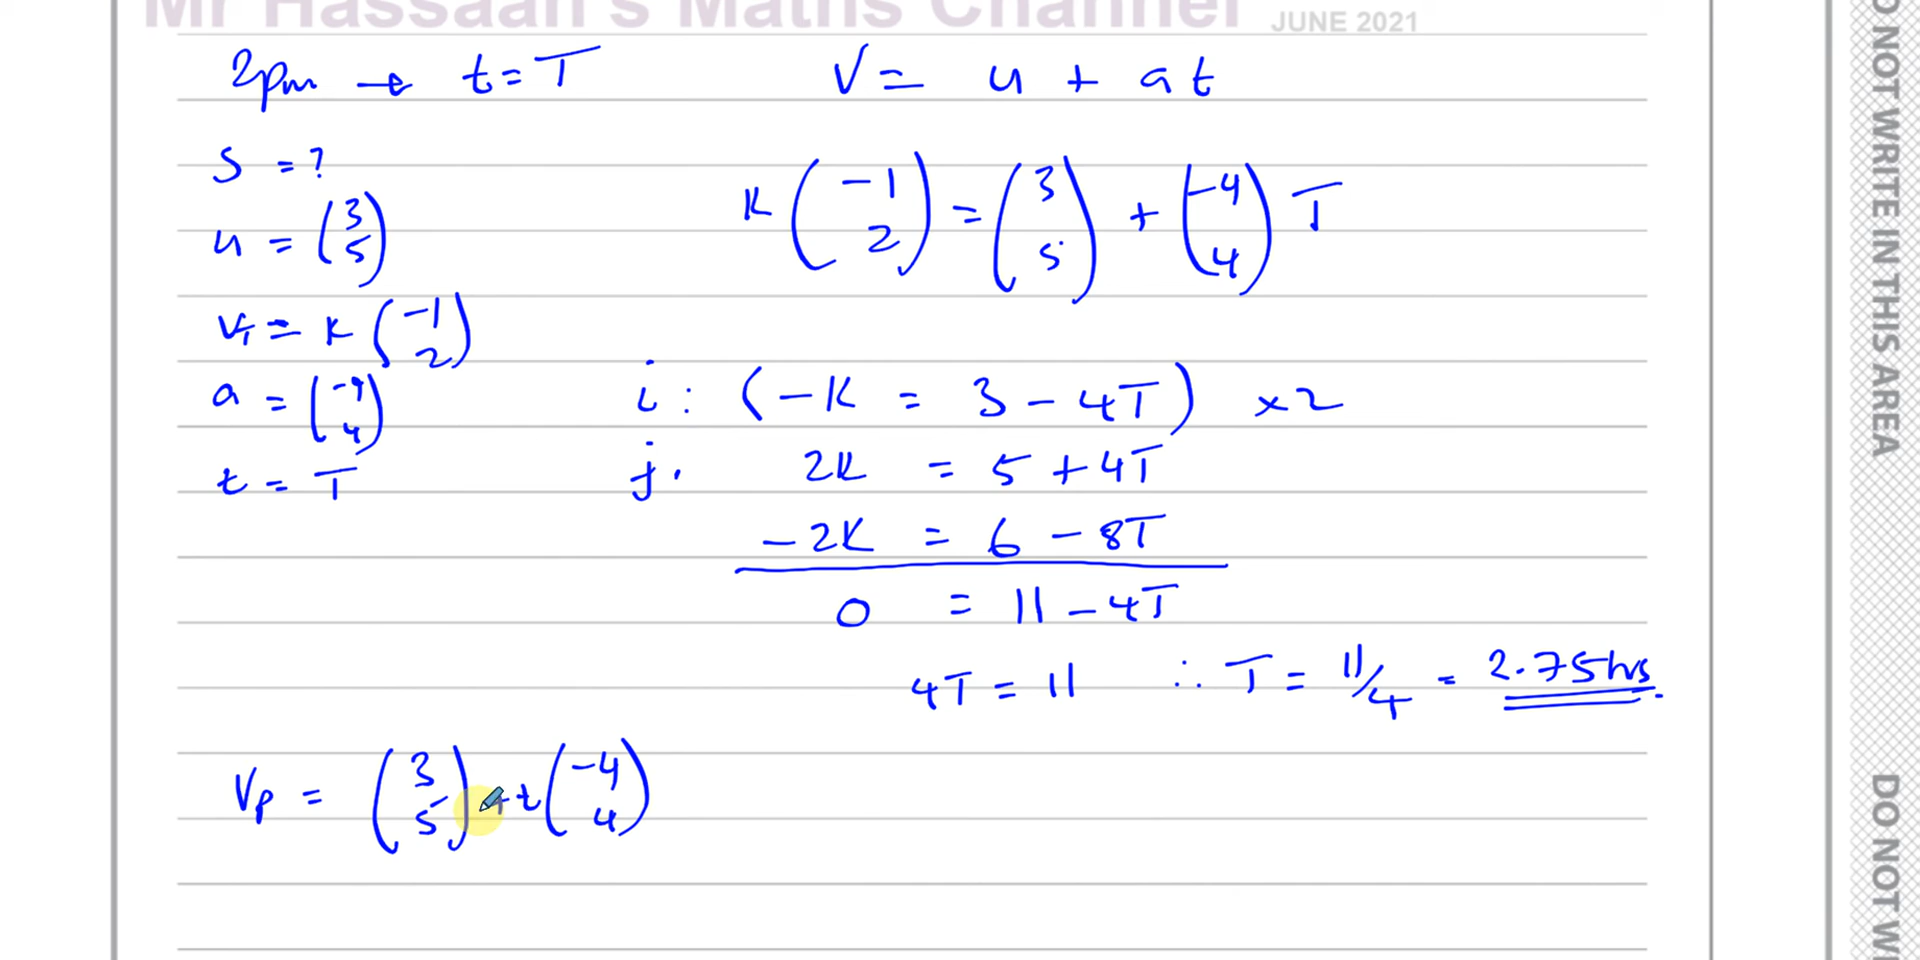 Mr Hassaan's Maths Channel JUNE 2021
2pm → t = T
V = u + at
S = ?
u = (3 5)
V_T = k (-1 2)
a = (-4 4)
t = T
k (-1 2) = (3 5) + (-4 4) T
i: (-k = 3 - 4T) ×2
j. 2k = 5 + 4T
-2k = 6 - 8T
0 = 11 - 4T
4T = 11 ∴ T = 11/4 = 2.75hrs.
V_p = (3 5) + t (-4 4)
DO NOT WRITE IN THIS AREA
DO NOT W